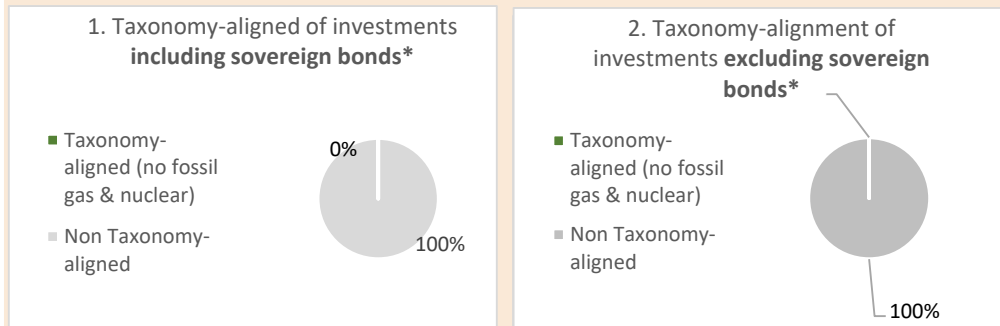 1. Taxonomy-aligned of investments
including sovereign bonds*
Taxonomy-
aligned (no fossil
gas & nuclear)
Non Taxonomy-
aligned
0%
100%
2. Taxonomy-alignment of
investments excluding sovereign
bonds*
Taxonomy-
aligned (no fossil
gas & nuclear)
Non Taxonomy-
aligned
100%